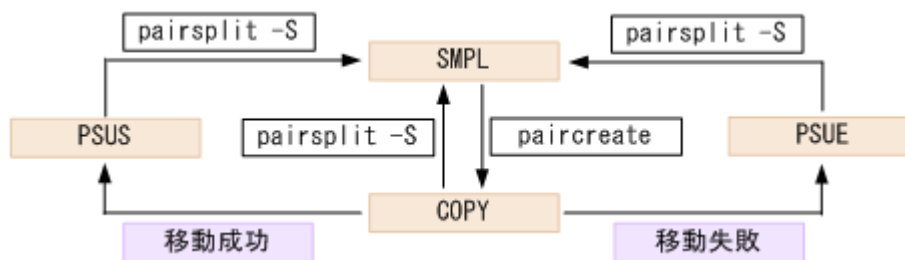 pairsplit -S
pairsplit -S
SMPL
PSUS
pairsplit -S
paircreate
PSUE
COPY
移動成功
移動失敗